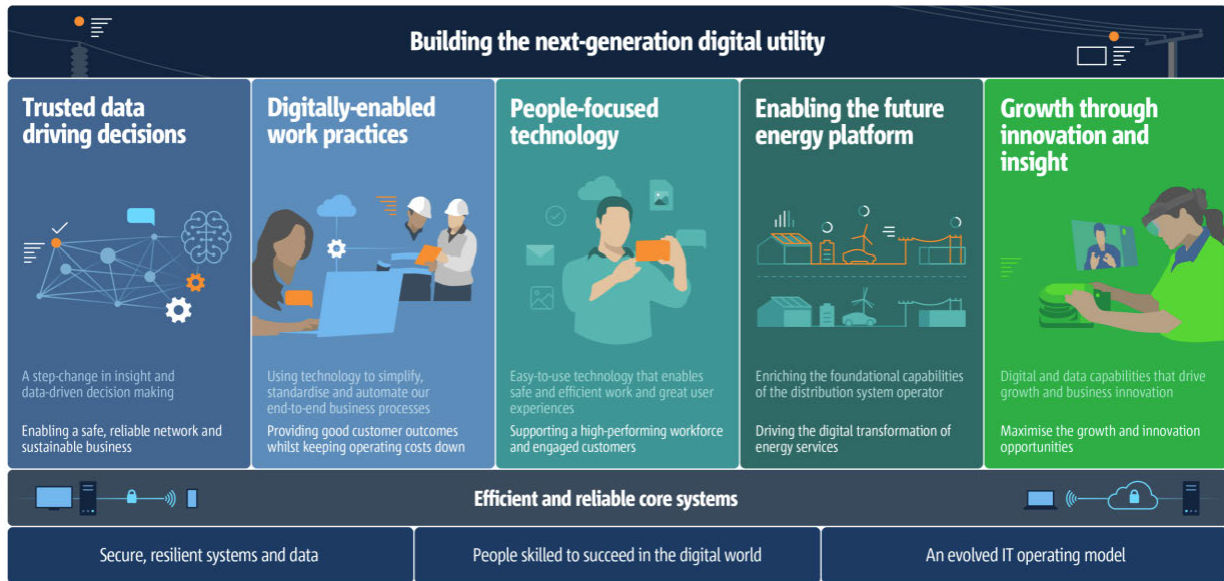 Building the next-generation digital utility
Trusted data
driving decisions
A step-change in insight and
data-driven decision making
Enabling a safe, reliable network and
sustainable business
Digitally-enabled
work practices
Using technology to simplify,
standardise and automate our
end-to-end business processes
Providing good customer outcomes
whilst keeping operating costs down
People-focused
technology
Easy-to-use technology that enables
safe and efficient work and great user
experiences
Supporting a high-performing workforce
and engaged customers
Enabling the future
energy platform
Enriching the foundational capabilities
of the distribution system operator
Driving the digital transformation of
energy services
Growth through
innovation and
insight
Digital and data capabilities that drive
growth and business innovation
Maximise the growth and innovation
opportunities
Efficient and reliable core systems
Secure, resilient systems and data
People skilled to succeed in the digital world
An evolved IT operating model